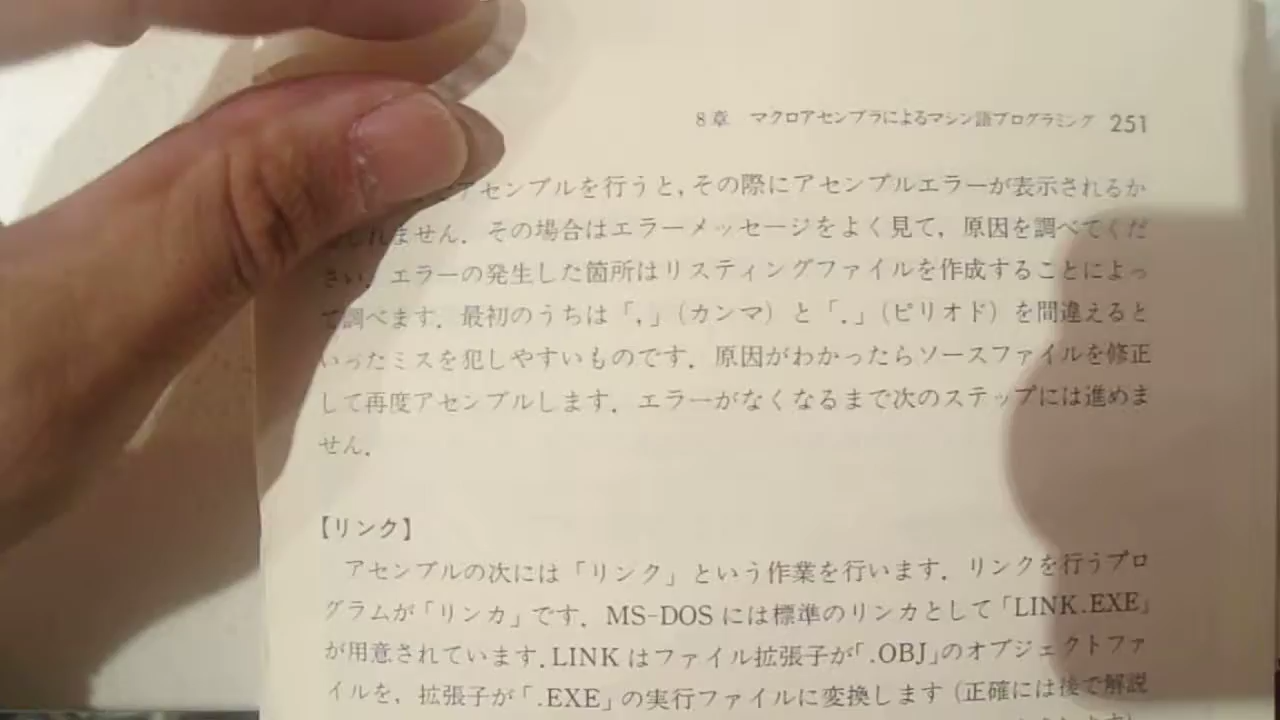 8章 マクロアセンブラによるマシン語プログラミング 251
アセンブルを行うと,その際にアセンブルエラーが表示されるか
しれません.その場合はエラーメッセージをよく見て,原因を調べてくだ
さい.エラーの発生した箇所はリスティングファイルを作成することによっ
て調べます.最初のうちは「,」(カンマ)と「.」(ピリオド)を間違えると
いったミスを犯しやすいものです.原因がわかったらソースファイルを修正
して再度アセンブルします.エラーがなくなるまで次のステップには進めま
せん.
【リンク】
アセンブルの次には「リンク」という作業を行います.リンクを行うプロ
グラムが「リンカ」です.MS-DOSには標準のリンカとして「LINK.EXE」
が用意されています.LINKはファイル拡張子が「.OBJ」のオブジェクトファ
イルを,拡張子が「.EXE」の実行ファイルに変換します(正確には後で解説